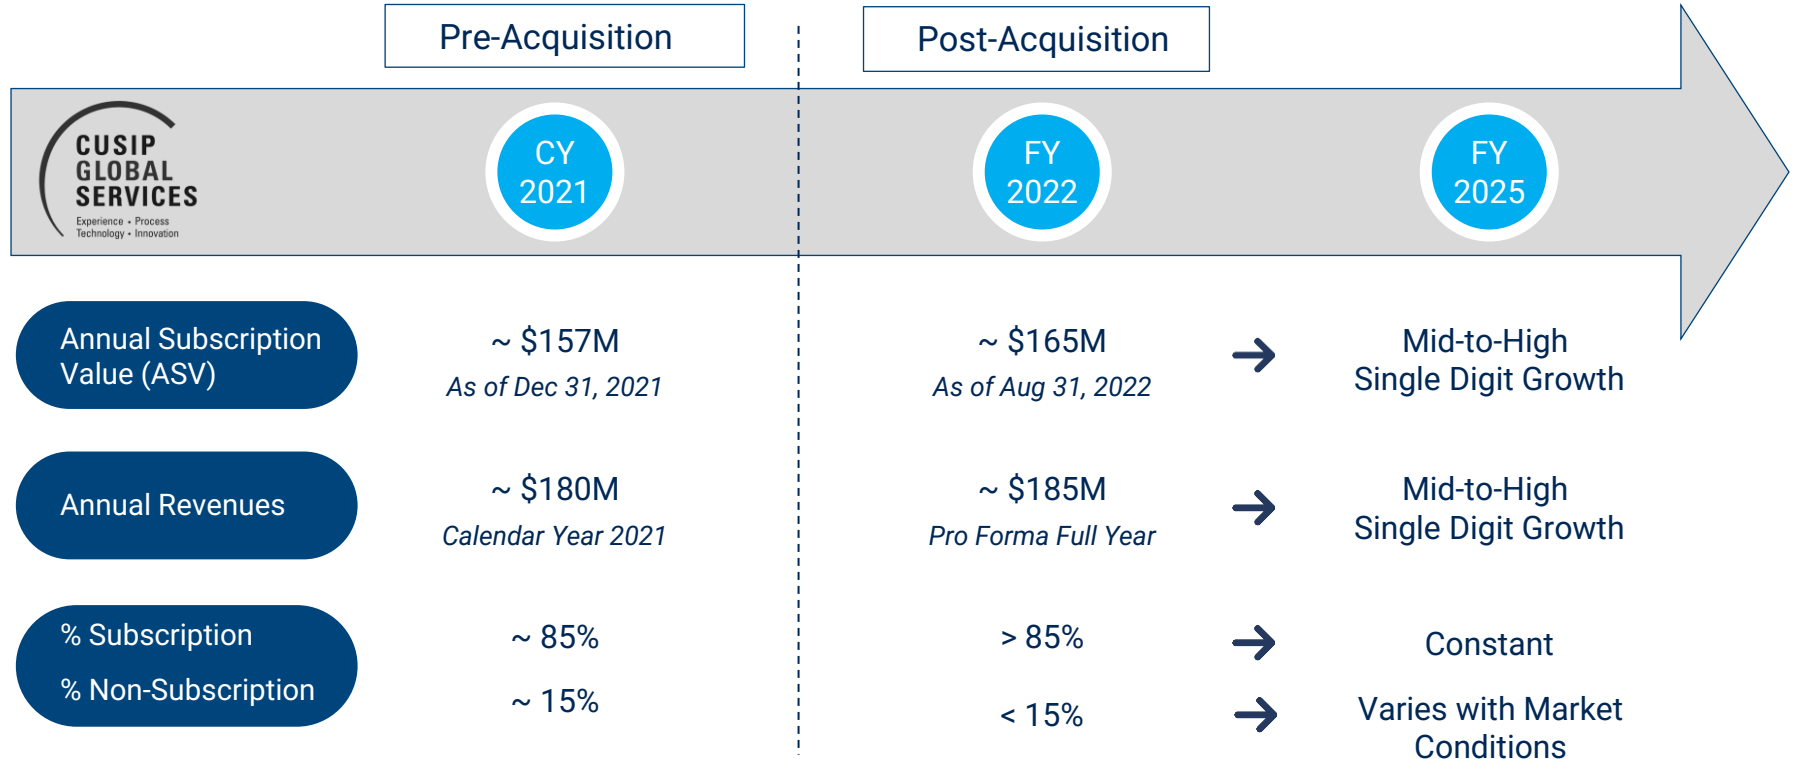 Pre-Acquisition
Post-Acquisition
CUSIP
GLOBAL
SERVICES
Experience • Process
Technology • Innovation
CY
2021
FY
2022
FY
2025
Annual Subscription
Value (ASV)
~ $157M
As of Dec 31, 2021
~ $165M
As of Aug 31, 2022
Mid-to-High
Single Digit Growth
Annual Revenues
~ $180M
Calendar Year 2021
~ $185M
Pro Forma Full Year
Mid-to-High
Single Digit Growth
% Subscription
~ 85%
> 85%
Constant
% Non-Subscription
~ 15%
< 15%
Varies with Market
Conditions